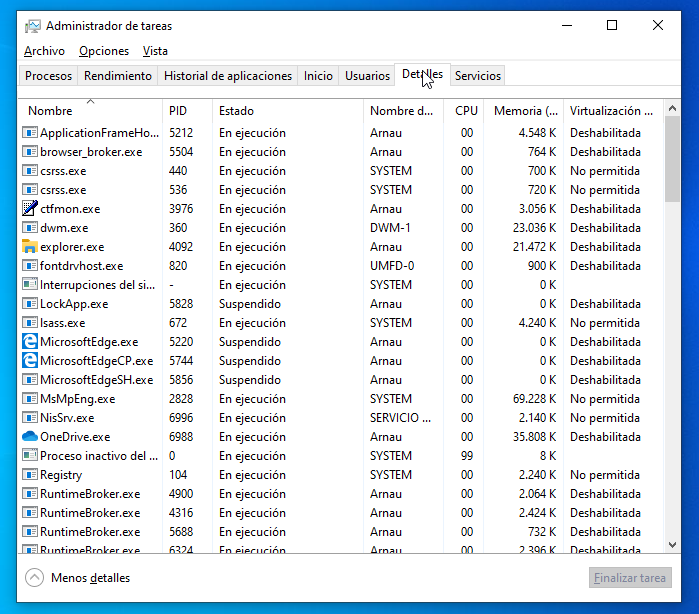 Administrador de tareas
Archivo Opciones Vista
Procesos Rendimiento Historial de aplicaciones Inicio Usuarios Detalles Servicios
Nombre PID Estado Nombre d... CPU Memoria (... Virtualización ...
ApplicationFrameHo... 5212 En ejecución Arnau 00 4.548 K Deshabilitada
browser_broker.exe 5504 En ejecución Arnau 00 764 K Deshabilitada
csrss.exe 440 En ejecución SYSTEM 00 700 K No permitida
csrss.exe 536 En ejecución SYSTEM 00 720 K No permitida
ctfmon.exe 3976 En ejecución Arnau 00 3.056 K Deshabilitada
dwm.exe 360 En ejecución DWM-1 00 23.036 K Deshabilitada
explorer.exe 4092 En ejecución Arnau 00 21.472 K Deshabilitada
fontdrvhost.exe 820 En ejecución UMFD-0 00 900 K Deshabilitada
Interrupciones del si... - En ejecución SYSTEM 00 0 K
LockApp.exe 5828 Suspendido Arnau 00 0 K Deshabilitada
lsass.exe 672 En ejecución SYSTEM 00 4.240 K No permitida
MicrosoftEdge.exe 5220 Suspendido Arnau 00 0 K Deshabilitada
MicrosoftEdgeCP.exe 5744 Suspendido Arnau 00 0 K Deshabilitada
MicrosoftEdgeSH.exe 5856 Suspendido Arnau 00 0 K Deshabilitada
MsMpEng.exe 2828 En ejecución SYSTEM 00 69.228 K No permitida
NisSrv.exe 6996 En ejecución SERVICIO ... 00 2.140 K No permitida
OneDrive.exe 6988 En ejecución Arnau 00 35.808 K Deshabilitada
Proceso inactivo del ... 0 En ejecución SYSTEM 99 8 K
Registry 104 En ejecución SYSTEM 00 2.240 K No permitida
RuntimeBroker.exe 4900 En ejecución Arnau 00 2.064 K Deshabilitada
RuntimeBroker.exe 4316 En ejecución Arnau 00 2.424 K Deshabilitada
RuntimeBroker.exe 5688 En ejecución Arnau 00 732 K Deshabilitada
RuntimeBroker.exe 6324 En ejecución Arnau 00 2.396 K Deshabilitada
Menos detalles Finalizar tarea